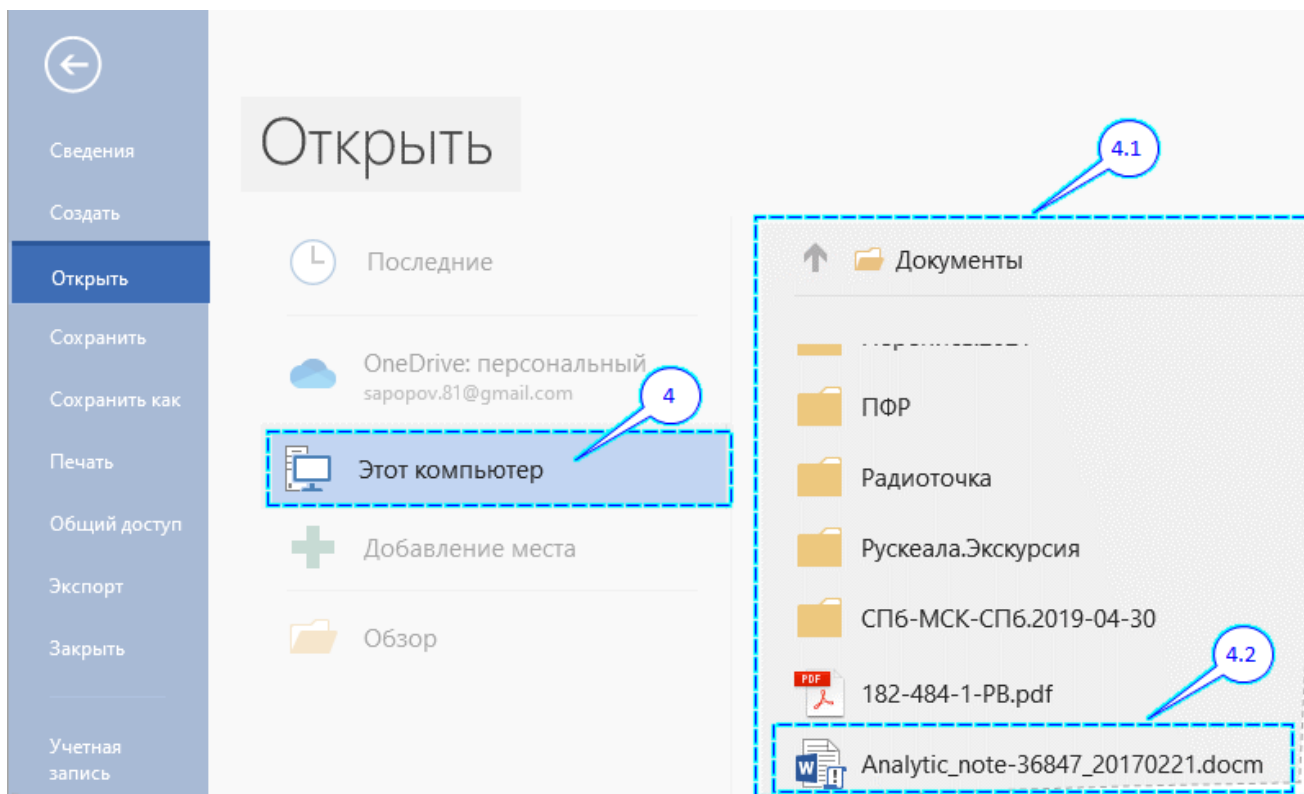 Открыть
Сведения
Создать
Открыть
Сохранить
Сохранить как
Печать
Общий доступ
Экспорт
Закрыть
Учетная
запись
Последние
OneDrive: персональный
sapopov.81@gmail.com
4
Этот компьютер
Добавление места
Обзор
4.1
Документы
ПФР
Радиоточка
Рускеала.Экскурсия
СПб-МСК-СПб.2019-04-30
4.2
PDF
182-484-1-PB.pdf
W
Analytic_note-36847_20170221.docm